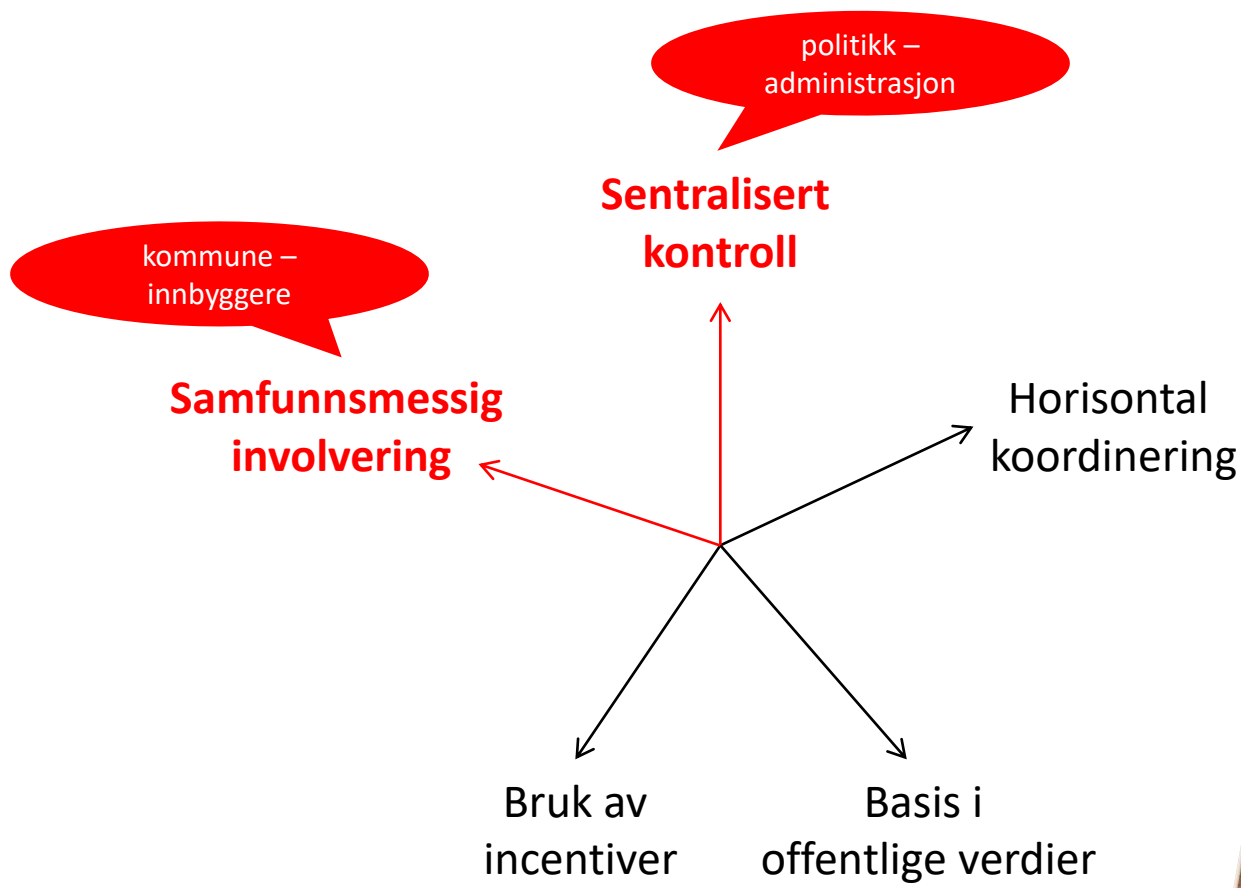 politikk –
administrasjon
Sentralisert
kontroll
kommune –
innbyggere
Samfunnsmessig
involvering
Horisontal
koordinering
Bruk av
incentiver
Basis i
offentlige verdier